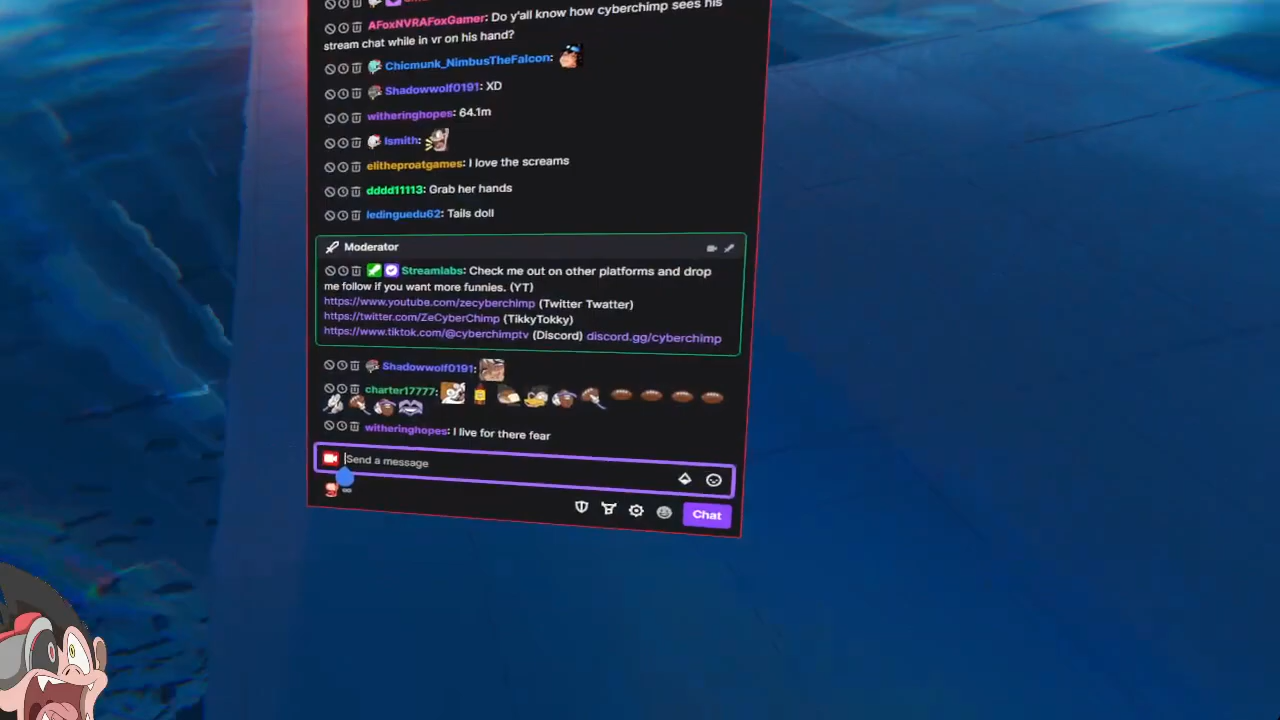 AFoxNVRAFoxGamer: Do y'all know how cyberchimp sees his
stream chat while in vr on his hand?
Chicmunk_NimbusTheFalcon:
Shadowwolf0191: XD
witheringhopes: 64.1m
lsmith:
elitheproatgames: I love the screams
dddd11113: Grab her hands
ledinguedu62: Tails doll
Moderator
Streamlabs: Check me out on other platforms and drop
me follow if you want more funnies. (YT)
https://www.youtube.com/zecyberchimp (Twitter Twatter)
https://twitter.com/ZeCyberChimp (TikkyTokky)
https://www.tiktok.com/@cyberchimptv (Discord) discord.gg/cyberchimp
Shadowwolf0191:
charter17777:
witheringhopes: I live for there fear
Send a message
∞
Chat